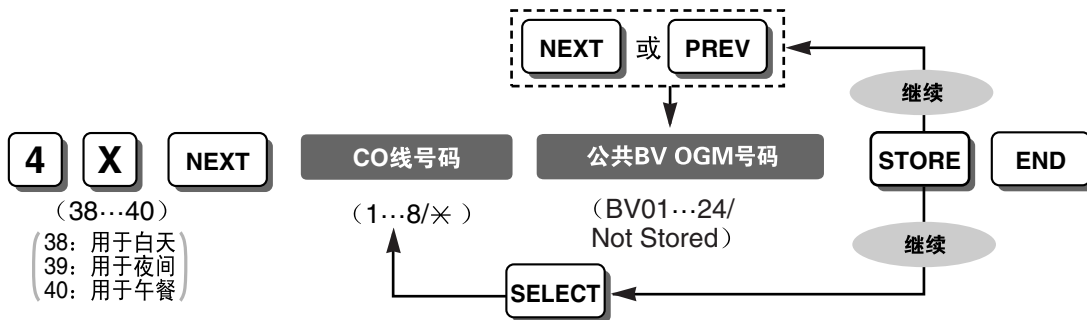 NEXT 或 PREV
继续
4 X NEXT CO线号码 公共BV OGM号码 STORE END
（38…40） （1…8/✳） （BV01…24/
Not Stored）
38：用于白天
39：用于夜间
40：用于午餐
继续
SELECT